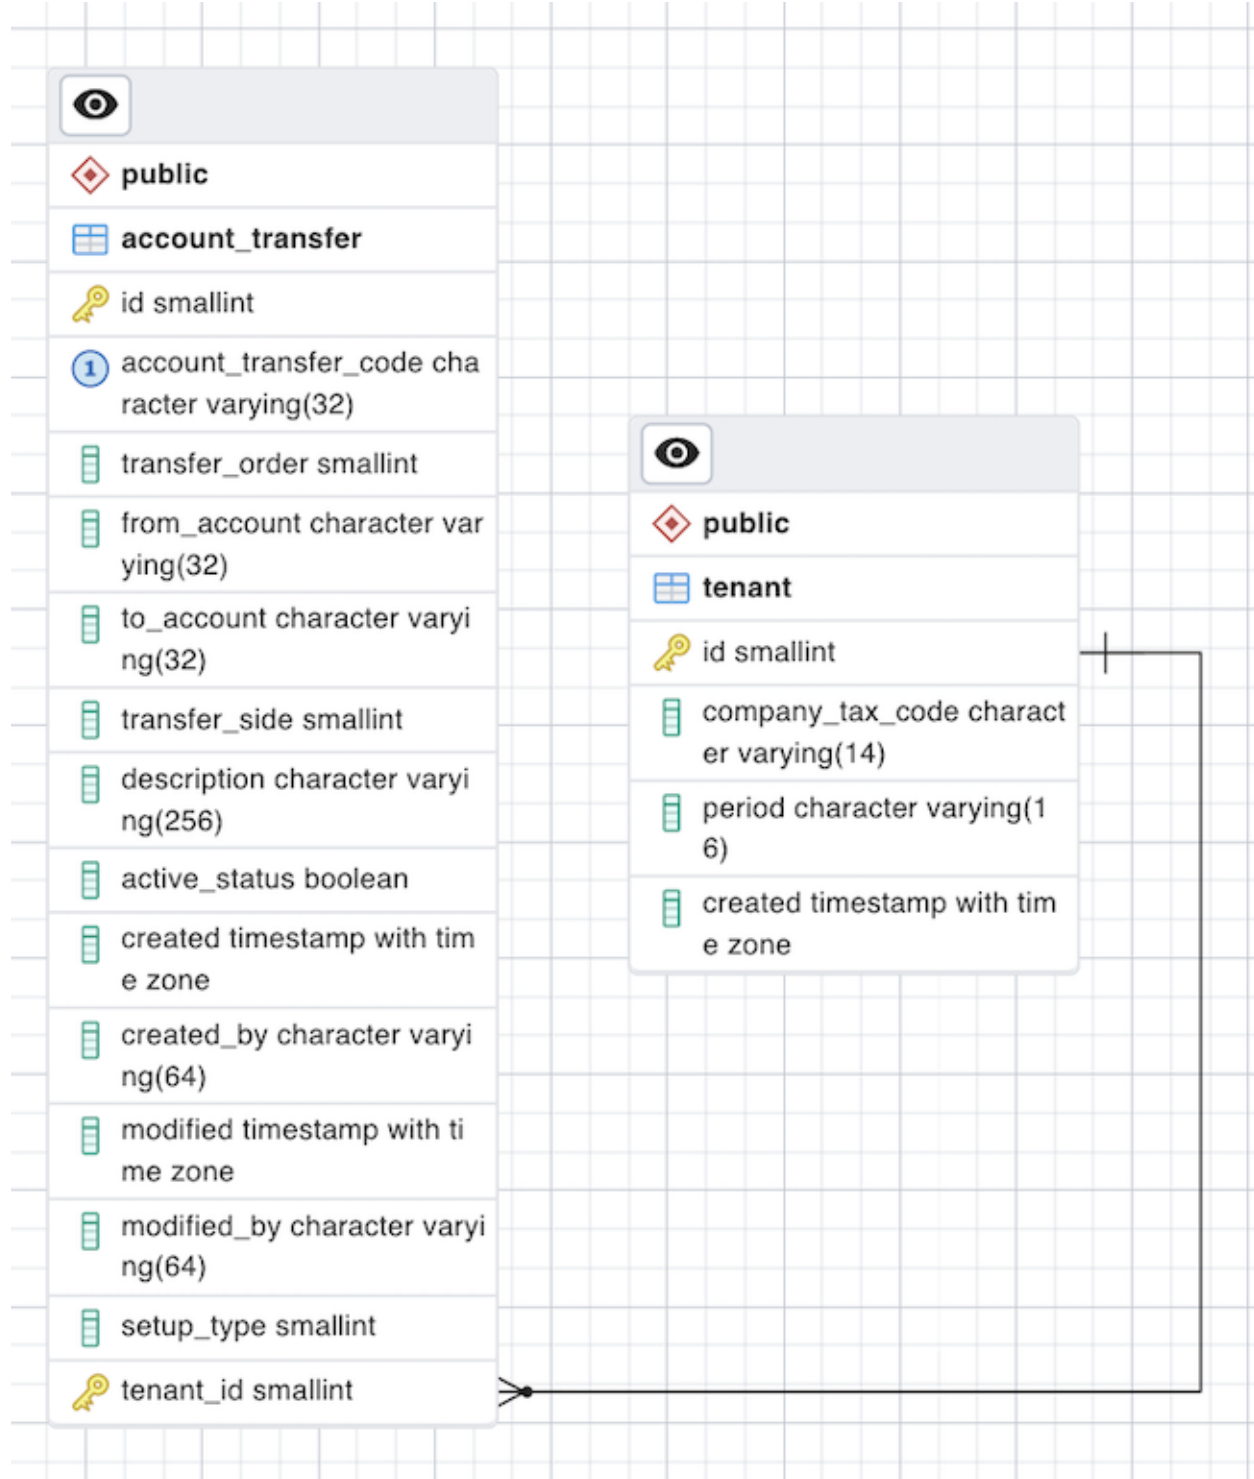 public
account_transfer
id smallint
1
account_transfer_code cha
racter varying(32)
transfer_order smallint
from_account character var
ying(32)
to_account character varyi
ng(32)
transfer_side smallint
description character varyi
ng(256)
active_status boolean
created timestamp with tim
e zone
created_by character varyi
ng(64)
modified timestamp with ti
me zone
modified_by character varyi
ng(64)
setup_type smallint
tenant_id smallint
public
tenant
id smallint
company_tax_code charact
er varying(14)
period character varying(1
6)
created timestamp with tim
e zone